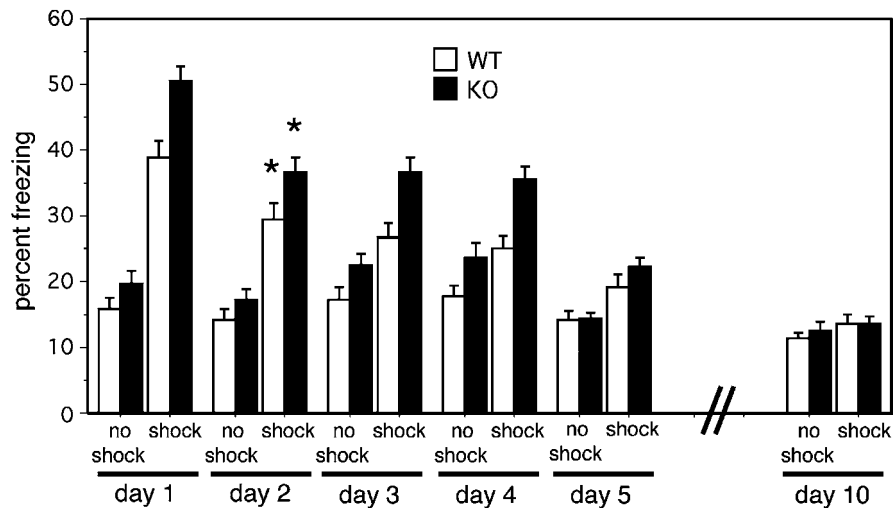 60
50
40
30
20
10
0
percent freezing
WT
KO
*
*
no shock shock no shock shock no shock shock no shock shock no shock shock no shock shock
day 1 day 2 day 3 day 4 day 5 day 10